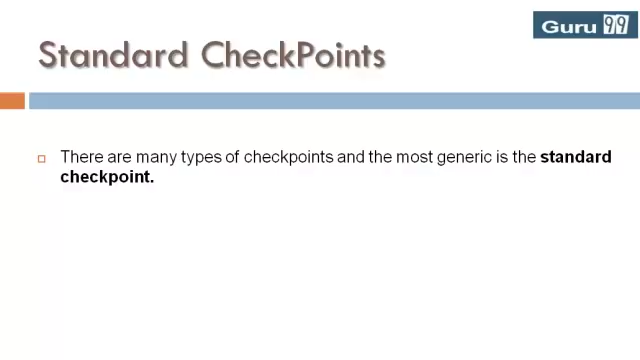 Guru 99
Standard CheckPoints
There are many types of checkpoints and the most generic is the standard
checkpoint.